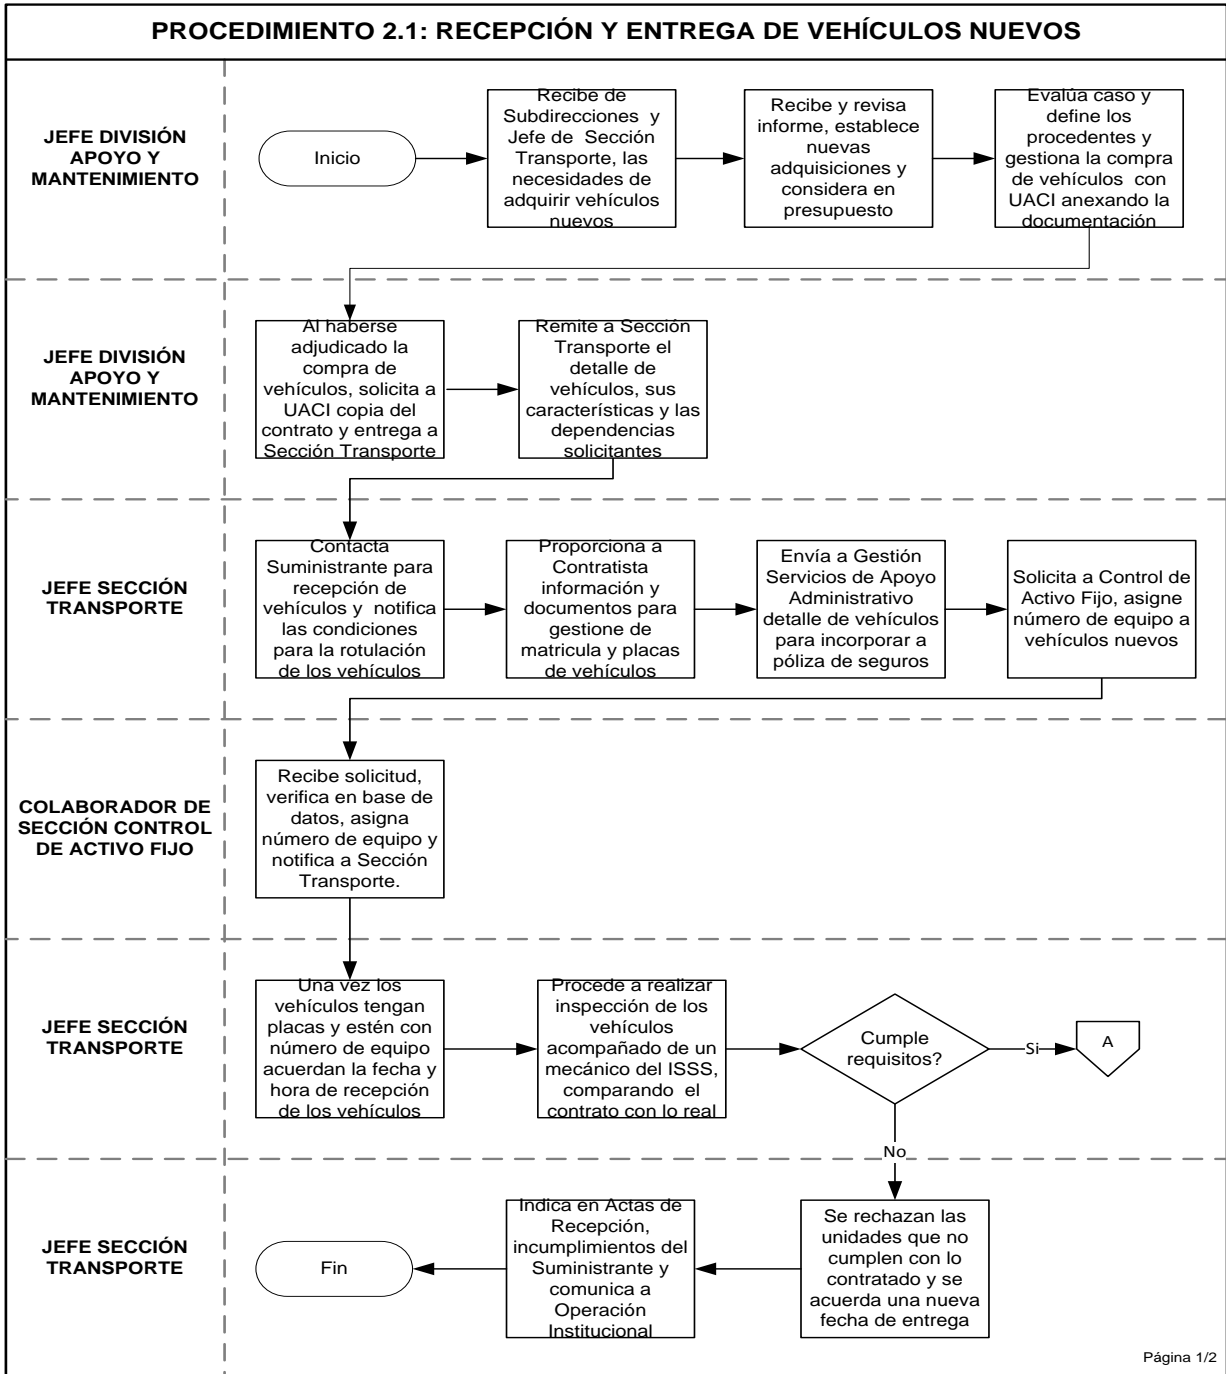 PROCEDIMIENTO 2.1: RECEPCIÓN Y ENTREGA DE VEHÍCULOS NUEVOS
JEFE DIVISIÓN
APOYO Y
MANTENIMIENTO
Inicio
Recibe de
Subdirecciones y
Jefe de Sección
Transporte, las
necesidades de
adquirir vehículos
nuevos
Recibe y revisa
informe, establece
nuevas
adquisiciones y
considera en
presupuesto
Evalúa caso y
define los
procedentes y
gestiona la compra
de vehículos con
UACI anexando la
documentación
JEFE DIVISIÓN
APOYO Y
MANTENIMIENTO
Al haberse
adjudicado la
compra de
vehículos, solicita a
UACI copia del
contrato y entrega a
Sección Transporte
Remite a Sección
Transporte el
detalle de
vehículos, sus
características y las
dependencias
solicitantes
JEFE SECCIÓN
TRANSPORTE
Contacta
Suministrante para
recepción de
vehículos y notifica
las condiciones
para la rotulación
de los vehículos
Proporciona a
Contratista
información y
documentos para
gestione de
matricula y placas
de vehículos
Envía a Gestión
Servicios de Apoyo
Administrativo
detalle de vehículos
para incorporar a
póliza de seguros
Solicita a Control de
Activo Fijo, asigne
número de equipo a
vehículos nuevos
COLABORADOR DE
SECCIÓN CONTROL
DE ACTIVO FIJO
Recibe solicitud,
verifica en base de
datos, asigna
número de equipo y
notifica a Sección
Transporte.
JEFE SECCIÓN
TRANSPORTE
Una vez los
vehículos tengan
placas y estén con
número de equipo
acuerdan la fecha y
hora de recepción
de los vehículos
Procede a realizar
inspección de los
vehículos
acompañado de un
mecánico del ISSS,
comparando el
contrato con lo real
Cumple
requisitos?
Si
A
No
JEFE SECCIÓN
TRANSPORTE
Fin
Indica en Actas de
Recepción,
incumplimientos del
Suministrante y
comunica a
Operación
Institucional
Se rechazan las
unidades que no
cumplen con lo
contratado y se
acuerda una nueva
fecha de entrega
Página 1/2